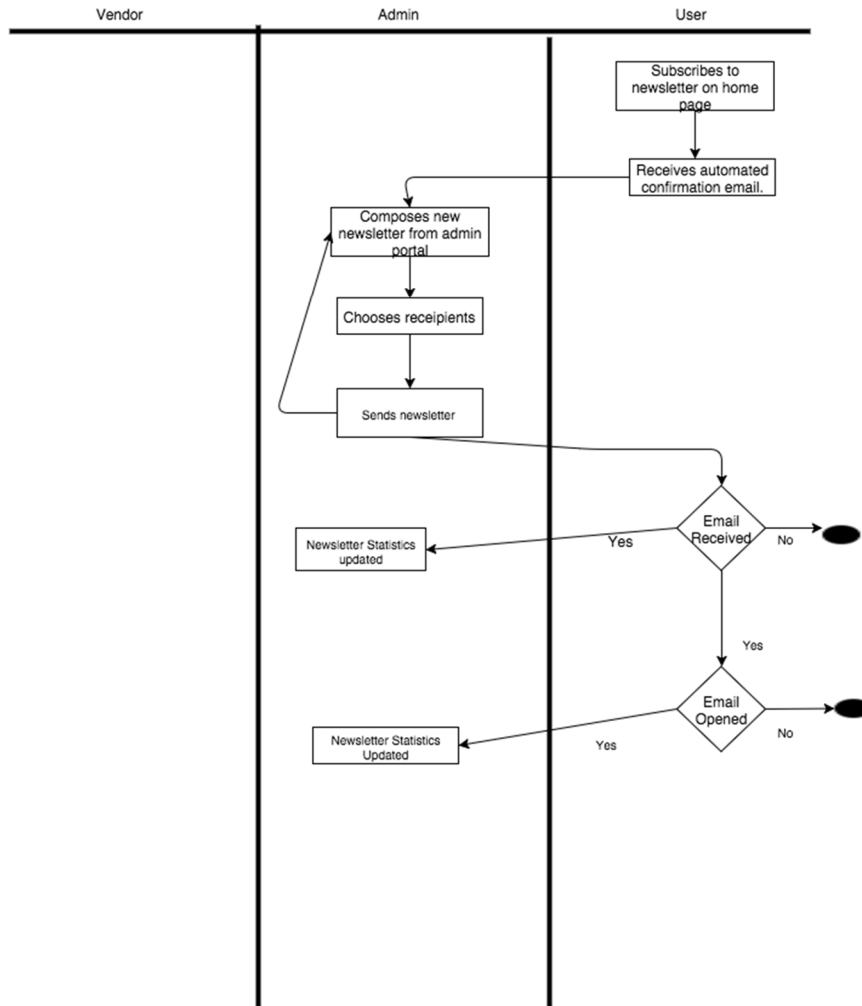 Vendor
Admin
User
Subscribes to
newsletter on home
page
Receives automated
confirmation email.
Composes new
newsletter from admin
portal
Chooses receipients
Sends newsletter
Email
Received
No
Yes
Newsletter Statistics
updated
Yes
Email
Opened
No
Yes
Newsletter Statistics
Updated